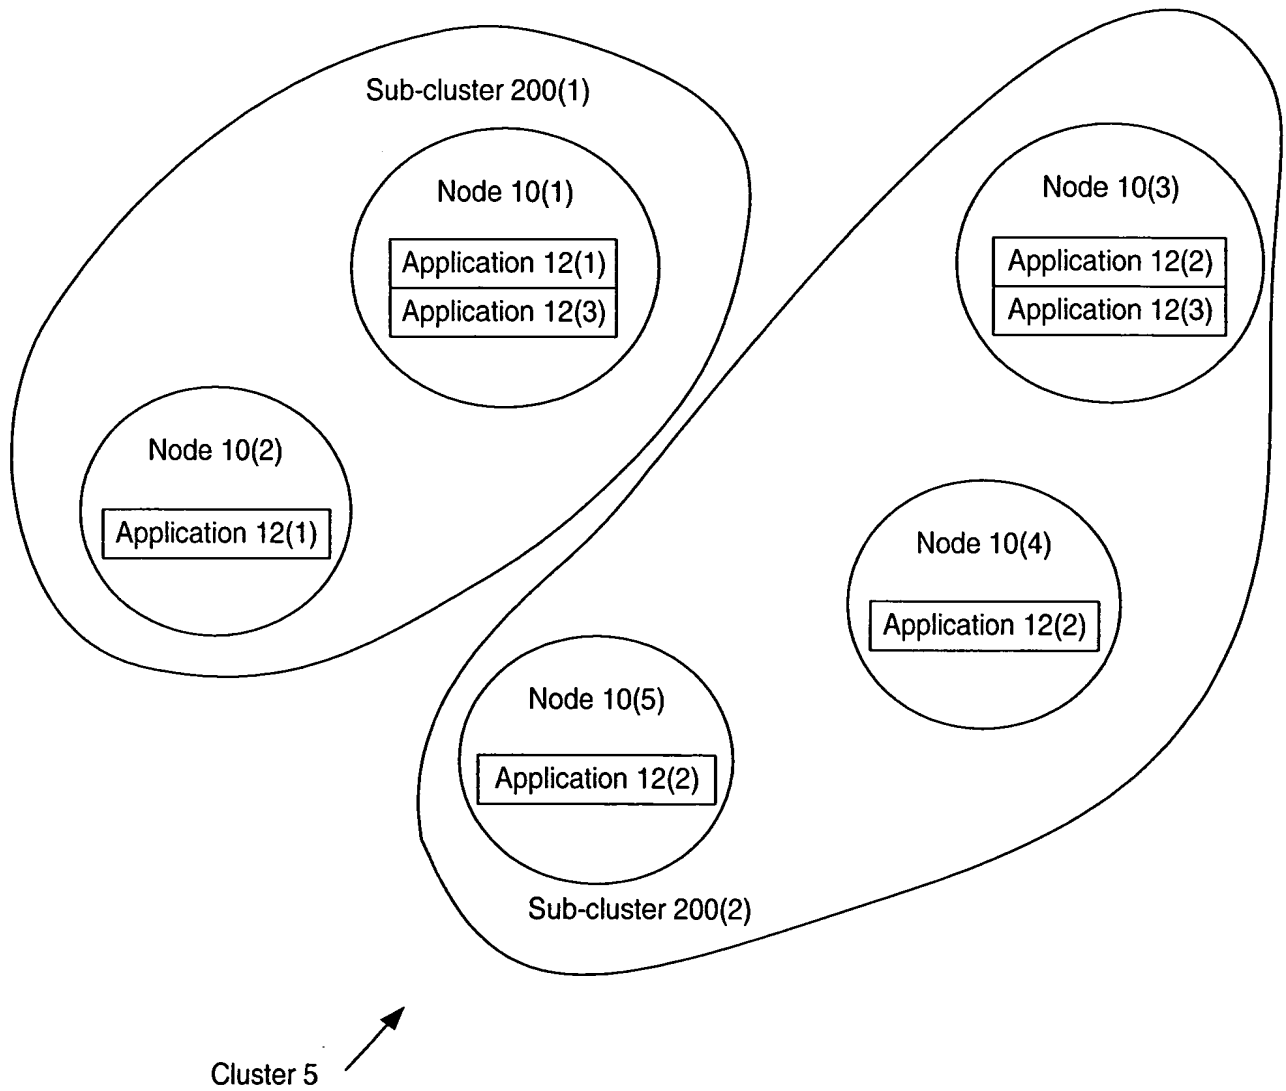 Sub-cluster 200(1)
Node 10(1)
Application 12(1)
Application 12(3)
Node 10(2)
Application 12(1)
Node 10(3)
Application 12(2)
Application 12(3)
Node 10(4)
Application 12(2)
Node 10(5)
Application 12(2)
Sub-cluster 200(2)
Cluster 5